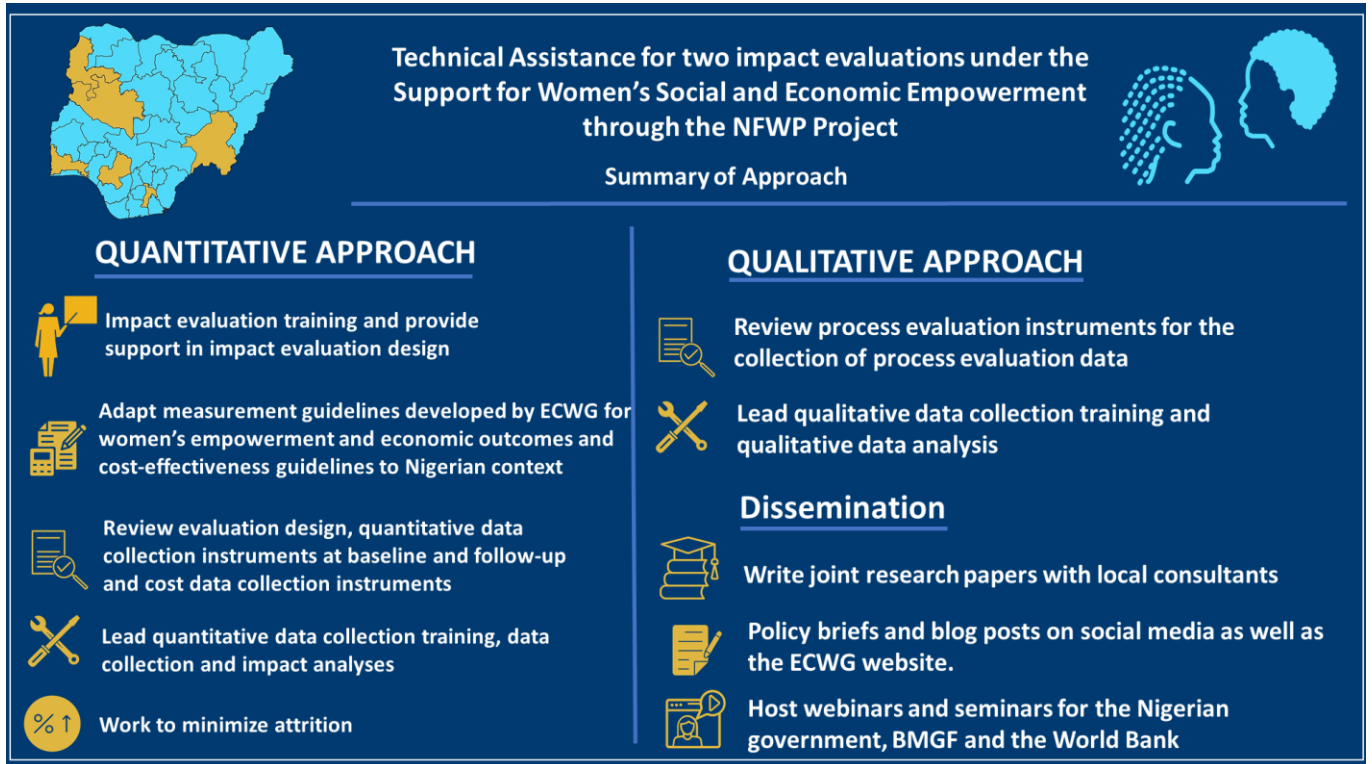 Technical Assistance for two impact evaluations under the
Support for Women's Social and Economic Empowerment
through the NFWP Project
Summary of Approach
QUANTITATIVE APPROACH
Impact evaluation training and provide
support in impact evaluation design
Adapt measurement guidelines developed by ECWG for
women's empowerment and economic outcomes and
cost-effectiveness guidelines to Nigerian context
Review evaluation design, quantitative data
collection instruments at baseline and follow-up
and cost data collection instruments
Lead quantitative data collection training, data
collection and impact analyses
% ↑
Work to minimize attrition
QUALITATIVE APPROACH
Review process evaluation instruments for the
collection of process evaluation data
Lead qualitative data collection training and
qualitative data analysis
Dissemination
Write joint research papers with local consultants
Policy briefs and blog posts on social media as well as
the ECWG website.
Host webinars and seminars for the Nigerian
government, BMGF and the World Bank